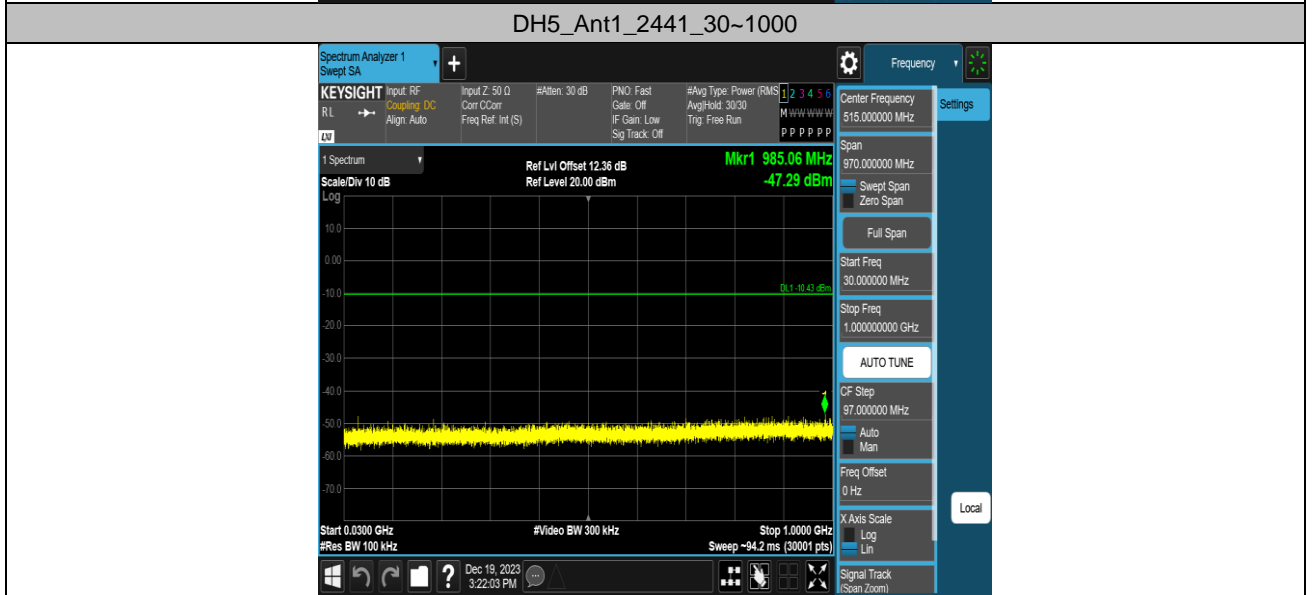 DH5_Ant1_2441_30~1000
Spectrum Analyzer 1
Swept SA
+
Frequency
KEYSIGHT
RL
LXI
Input: RF
Coupling: DC
Align: Auto
Input Z: 50 Ω
Corr CCorr
Freq Ref: Int (S)
#Atten: 30 dB
PNO: Fast
Gate: Off
IF Gain: Low
Sig Track: Off
#Avg Type: Power (RMS
Avg|Hold: 30/30
Trig: Free Run
1 2 3 4 5 6
M W W W W W
P P P P P P
1 Spectrum
Scale/Div 10 dB
Log
Ref Lvl Offset 12.36 dB
Ref Level 20.00 dBm
Mkr1 985.06 MHz
-47.29 dBm
10.0
0.00
-10.0
DL1 -10.43 dBm
-20.0
-30.0
-40.0
1
-50.0
-60.0
-70.0
Start 0.0300 GHz
#Res BW 100 kHz
#Video BW 300 kHz
Stop 1.0000 GHz
Sweep ~94.2 ms (30001 pts)
?
Dec 19, 2023
3:22:03 PM
Center Frequency
515.000000 MHz
Settings
Span
970.000000 MHz
Swept Span
Zero Span
Full Span
Start Freq
30.000000 MHz
Stop Freq
1.000000000 GHz
AUTO TUNE
CF Step
97.000000 MHz
Auto
Man
Freq Offset
0 Hz
X Axis Scale
Log
Lin
Local
Signal Track
(Span Zoom)